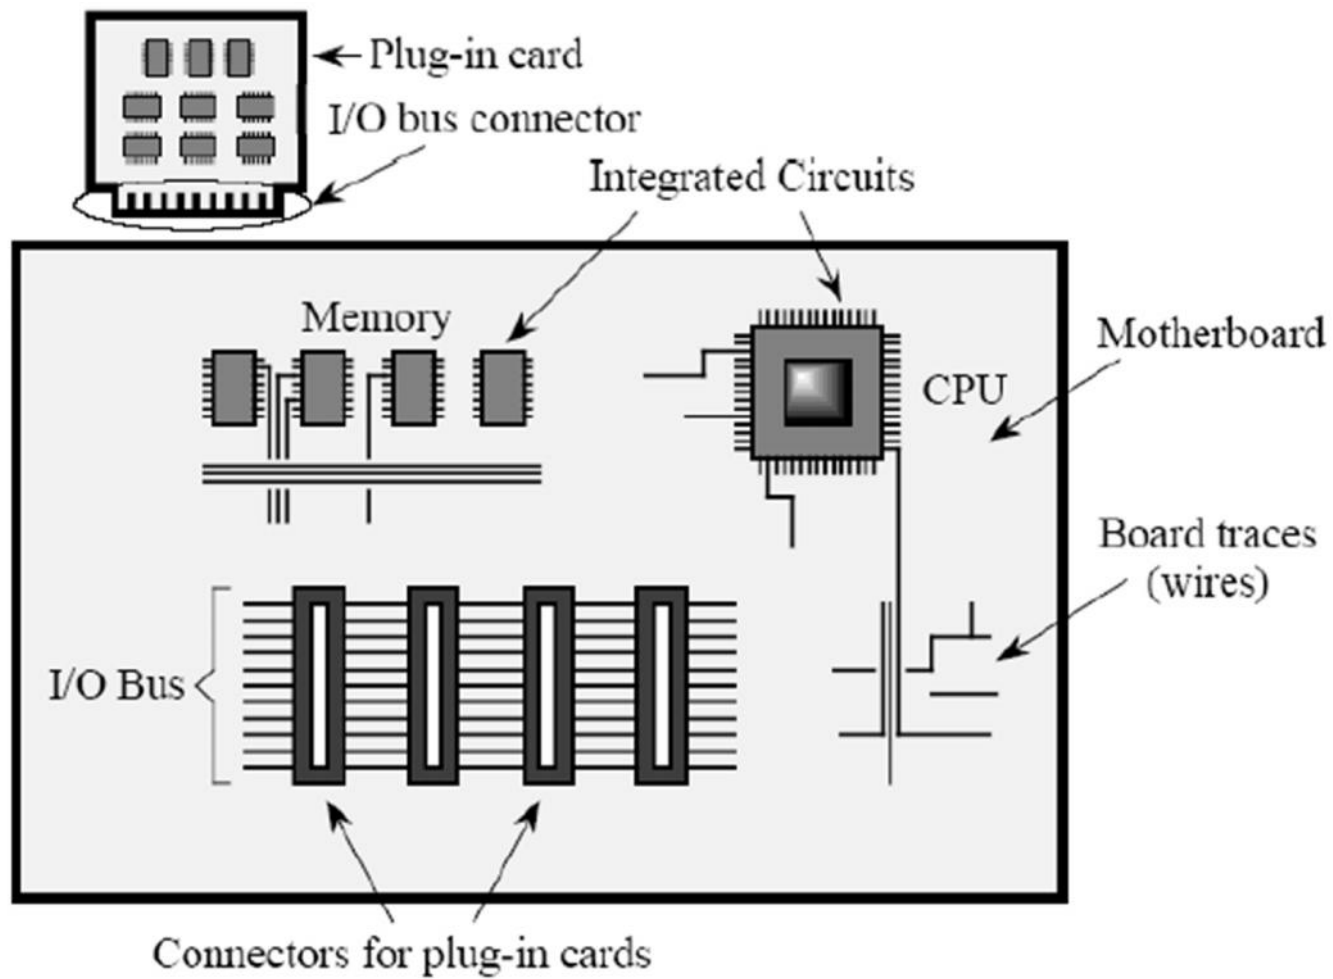 Plug-in card
I/O bus connector
Integrated Circuits
Memory
Motherboard
CPU
Board traces
(wires)
I/O Bus
Connectors for plug-in cards